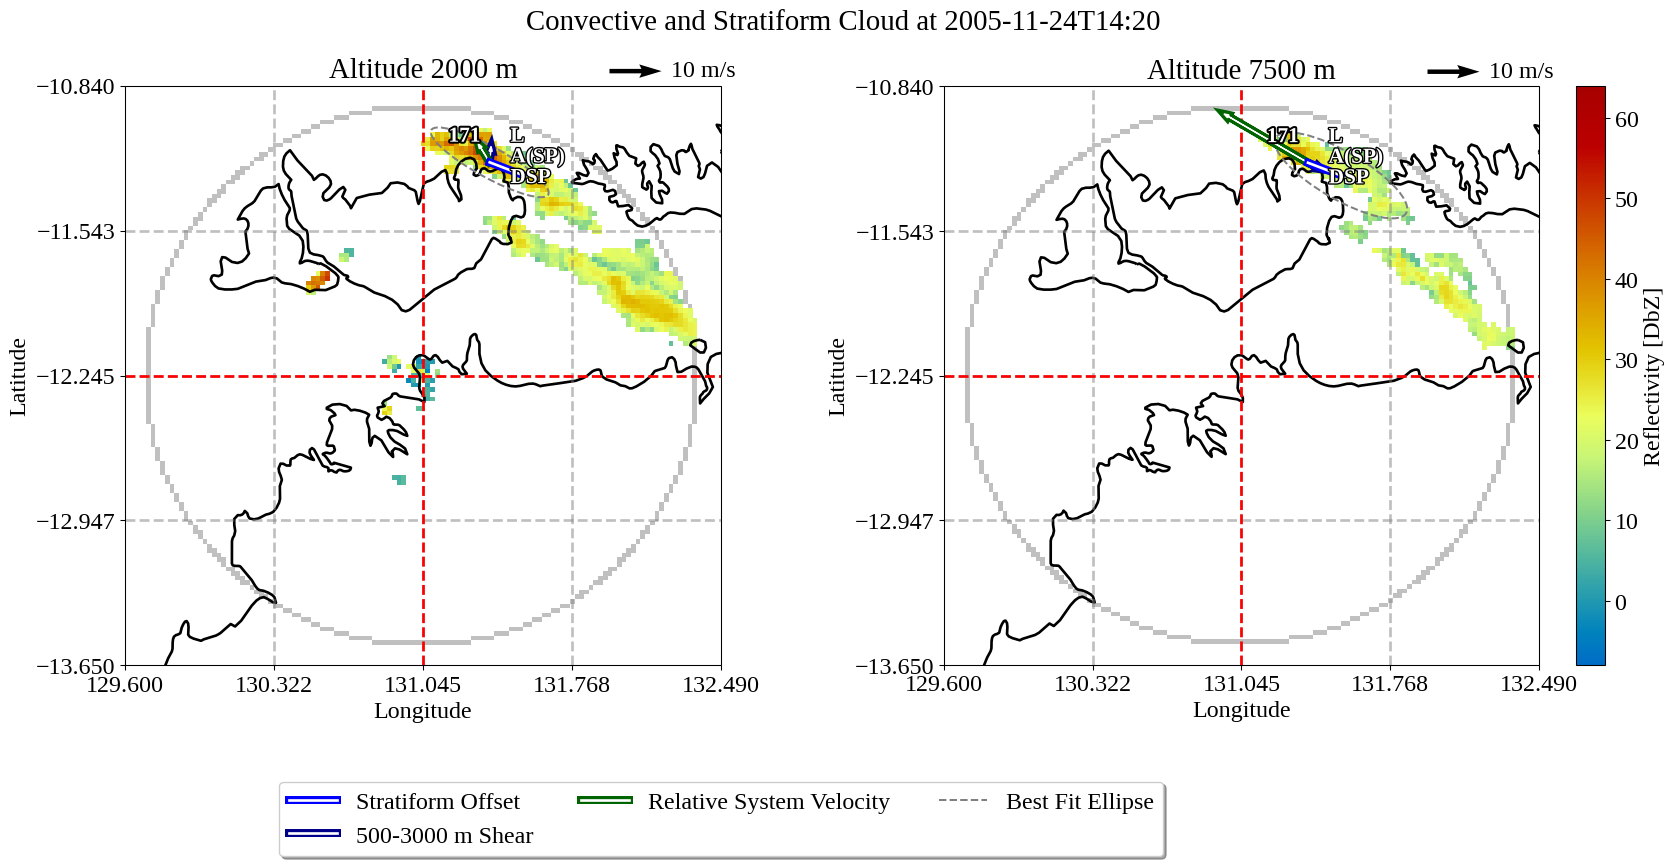 Convective and Stratiform Cloud at 2005-11-24T14:20
Altitude 2000 m
10 m/s
−10.840
−11.543
−12.245
−12.947
−13.650
Latitude
171
L
A(SP)
DSP
129.600
130.322
131.045
131.768
132.490
Longitude
Altitude 7500 m
10 m/s
−10.840
−11.543
−12.245
−12.947
−13.650
Latitude
171
L
A(SP)
DSP
129.600
130.322
131.045
131.768
132.490
Longitude
60
50
40
30
20
10
0
Reflectivity [DbZ]
Stratiform Offset
500-3000 m Shear
Relative System Velocity
Best Fit Ellipse